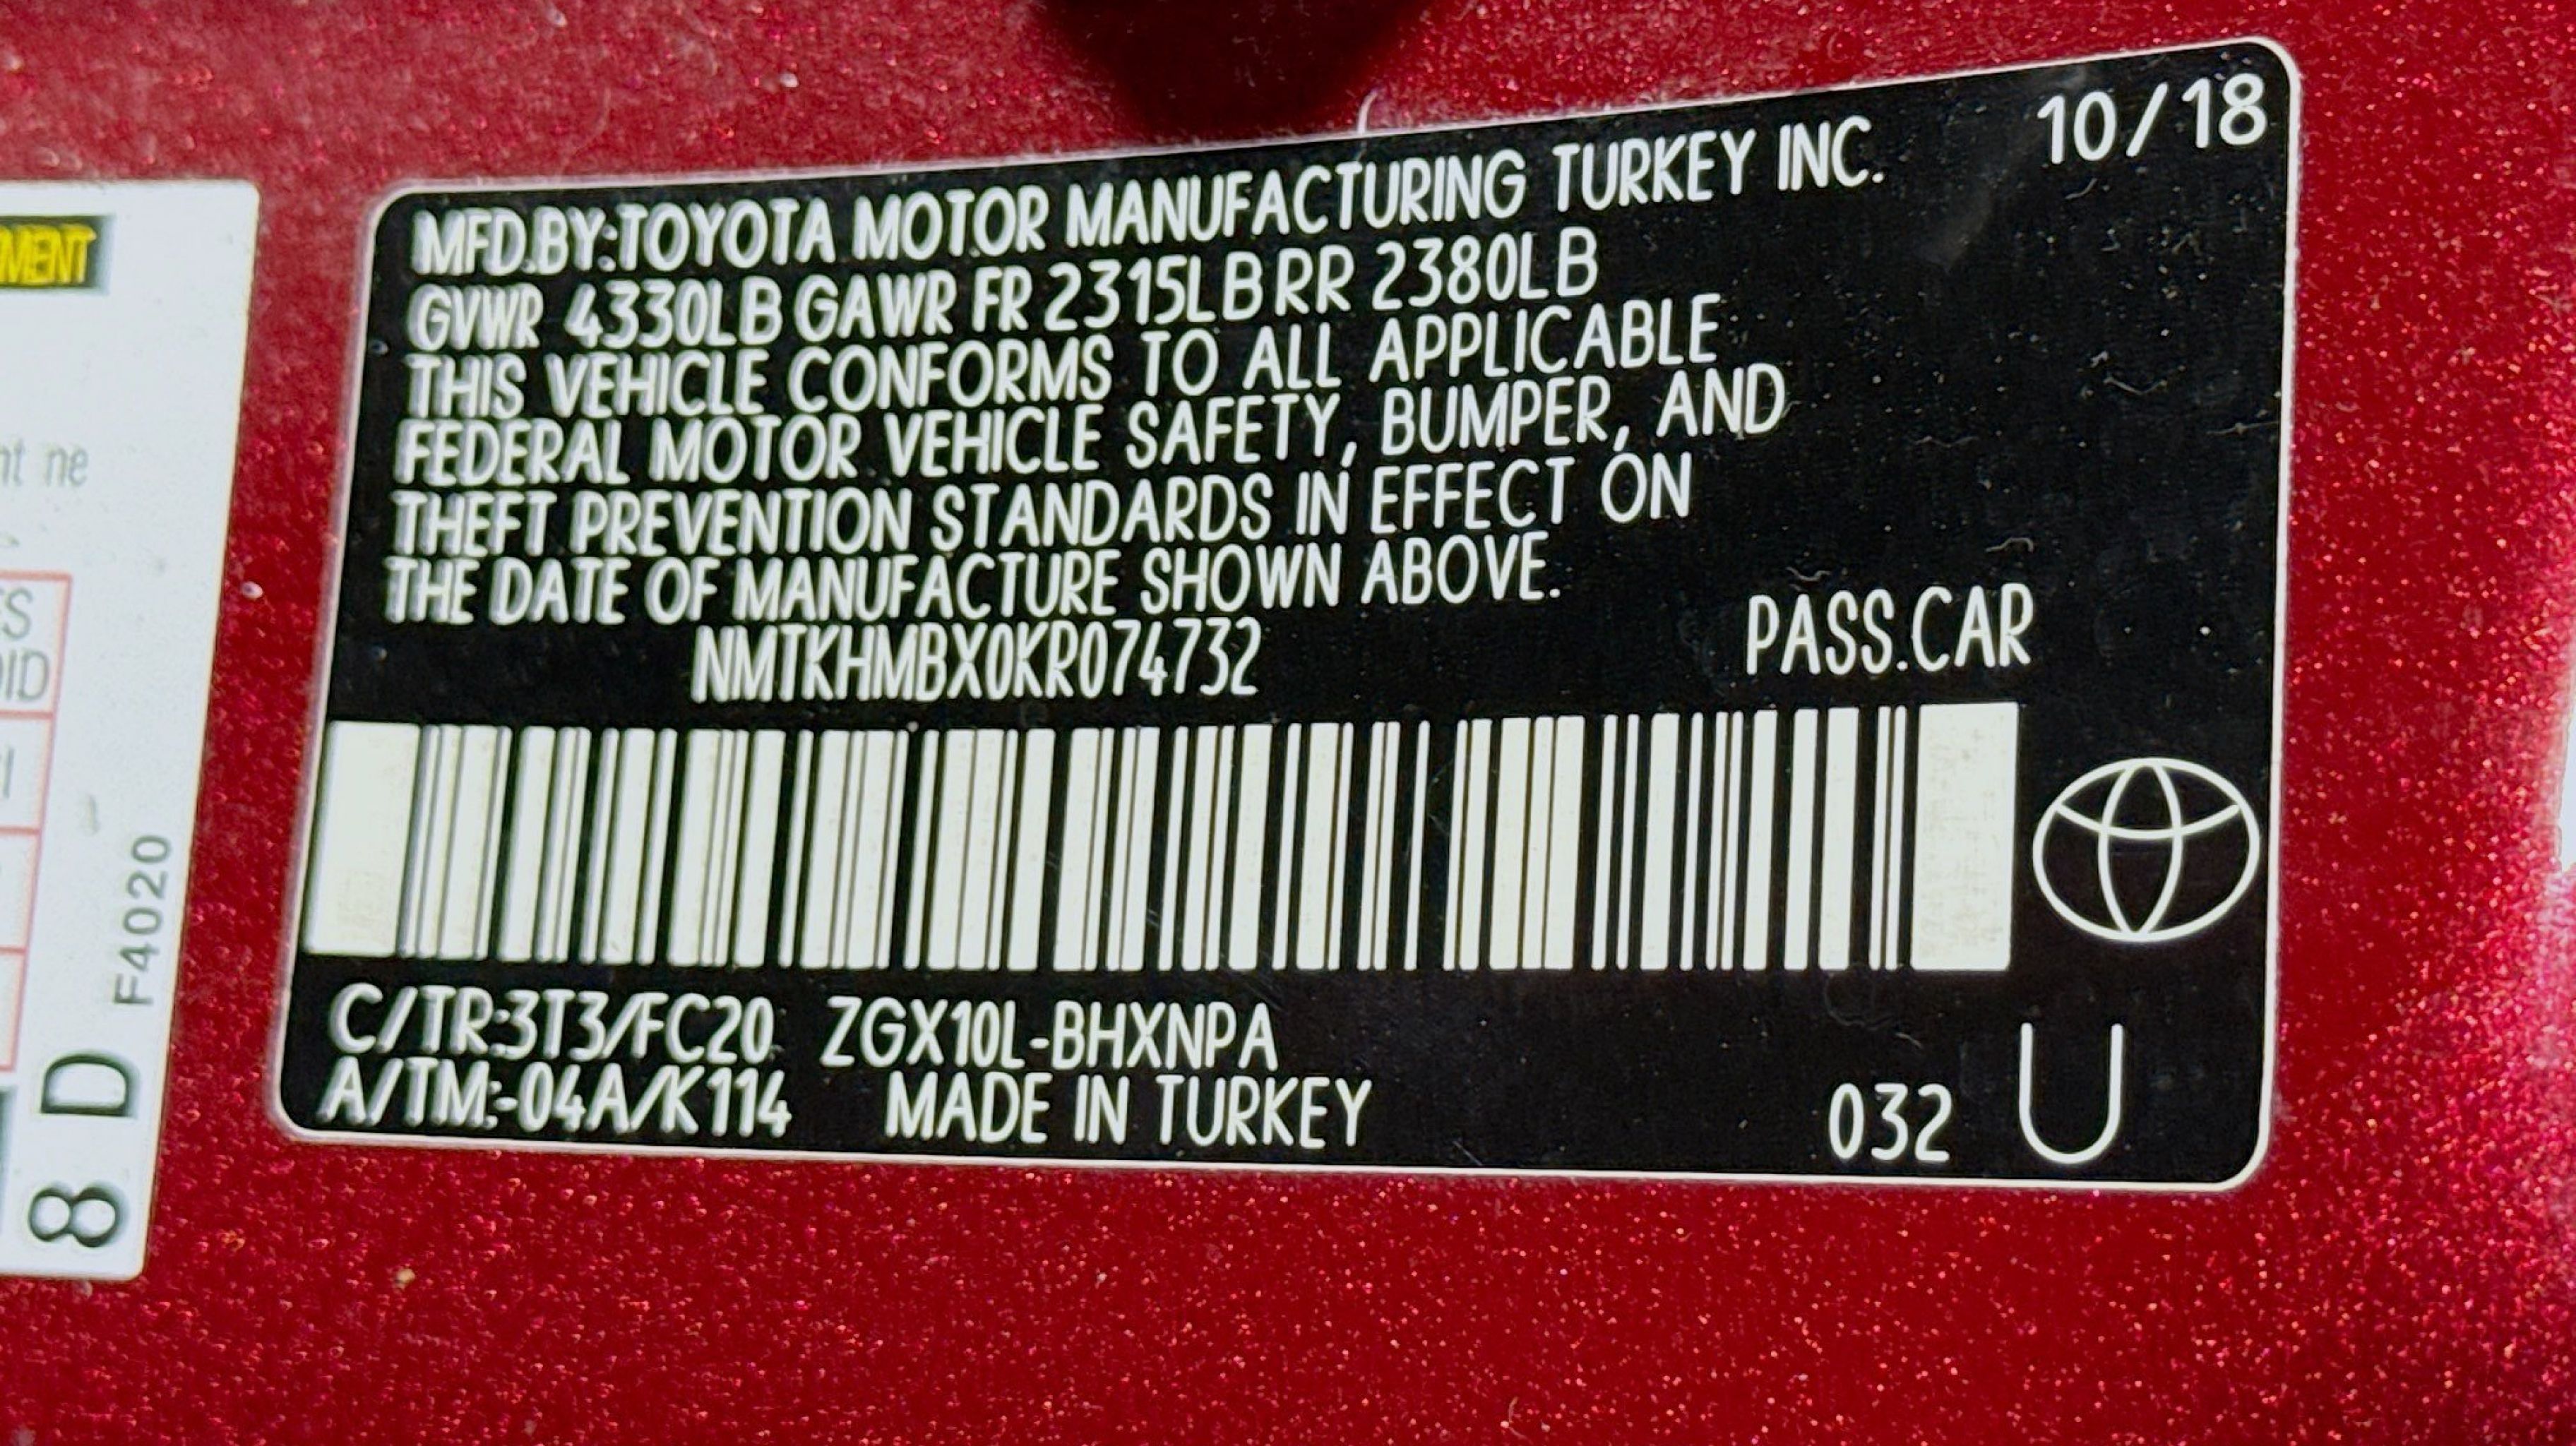 MFD.BY:TOYOTA MOTOR MANUFACTURING TURKEY INC. 10/18
GVWR 4330LB GAWR FR 2315LB RR 2380LB
THIS VEHICLE CONFORMS TO ALL APPLICABLE
FEDERAL MOTOR VEHICLE SAFETY, BUMPER, AND
THEFT PREVENTION STANDARDS IN EFFECT ON
THE DATE OF MANUFACTURE SHOWN ABOVE.
NMTKHMBX0KR074732 PASS.CAR
C/TR:3T3/FC20 ZGX10L-BHXNPA
A/TM:-04A/K114 MADE IN TURKEY 032 U
8 D F4020